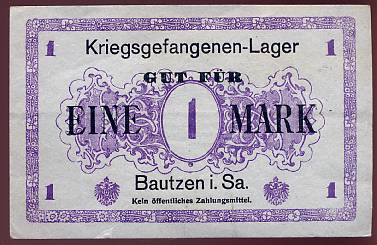 1 1
Kriegsgefangenen-Lager
GUT FÜR
EINE 1 MARK
Bautzen i. Sa.
1 Kein öffentliches Zahlungsmittel. 1